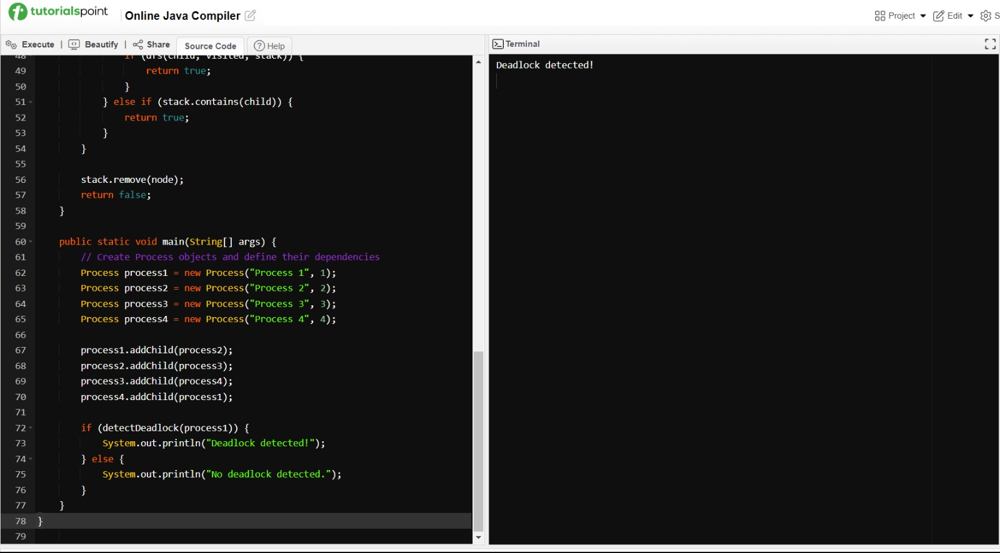 tutorialspoint
Online Java Compiler
Project
Edit
S
Execute | Beautify | Share
Source Code
Help
Terminal
48 if (dfs(child, visited, stack)) {
49 return true;
50 }
51 } else if (stack.contains(child)) {
52 return true;
53 }
54 }
55
56 stack.remove(node);
57 return false;
58 }
59
60 public static void main(String[] args) {
61 // Create Process objects and define their dependencies
62 Process process1 = new Process("Process 1", 1);
63 Process process2 = new Process("Process 2", 2);
64 Process process3 = new Process("Process 3", 3);
65 Process process4 = new Process("Process 4", 4);
66
67 process1.addChild(process2);
68 process2.addChild(process3);
69 process3.addChild(process4);
70 process4.addChild(process1);
71
72 if (detectDeadlock(process1)) {
73 System.out.println("Deadlock detected!");
74 } else {
75 System.out.println("No deadlock detected.");
76 }
77 }
78 }
79
Deadlock detected!